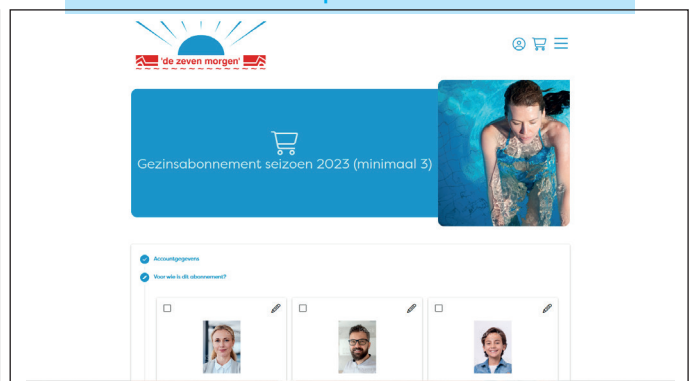 'de zeven morgen'
Gezinsabonnement seizoen 2023 (minimaal 3)
Accountgegevens
Voor wie is dit abonnement?